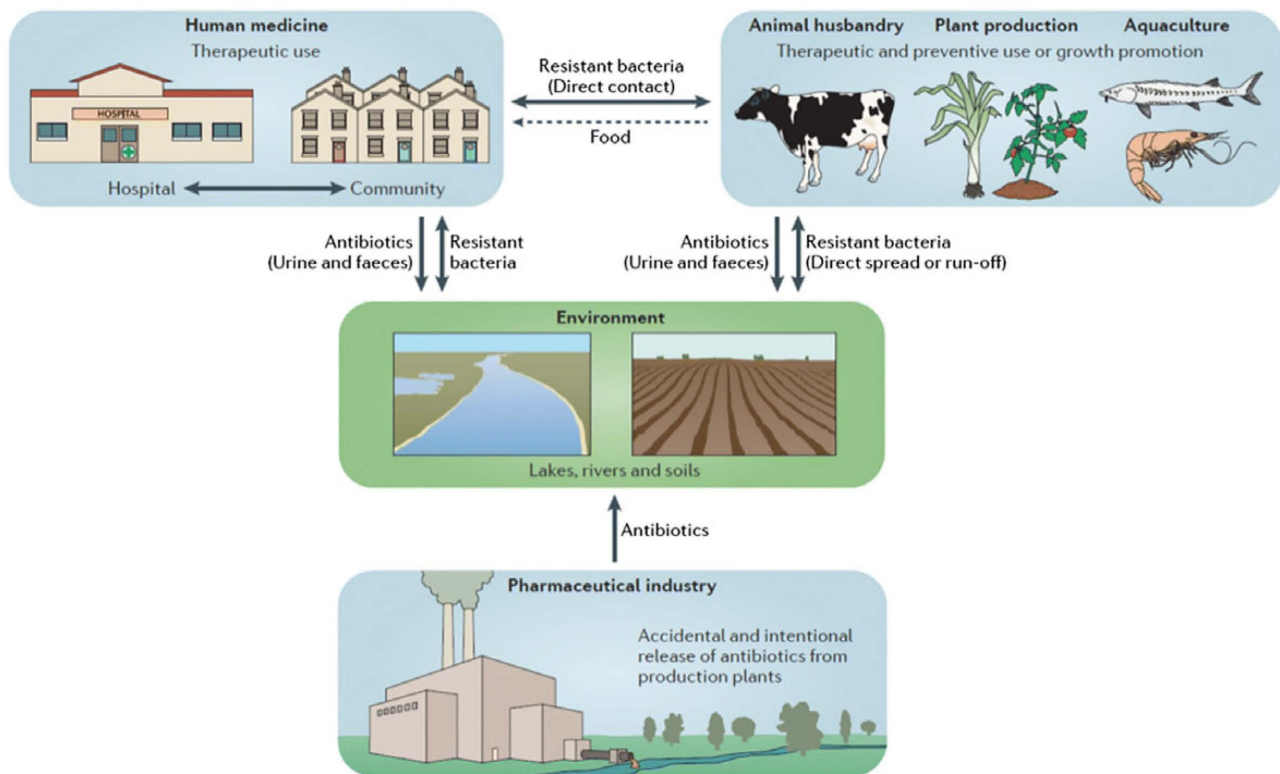 Human medicine
Therapeutic use
HOSPITAL
Hospital
Community
Resistant bacteria
(Direct contact)
Food
Animal husbandry
Plant production
Aquaculture
Therapeutic and preventive use or growth promotion
Antibiotics
(Urine and faeces)
Resistant
bacteria
Antibiotics
(Urine and faeces)
Resistant bacteria
(Direct spread or run-off)
Environment
Lakes, rivers and soils
Antibiotics
Pharmaceutical industry
Accidental and intentional
release of antibiotics from
production plants